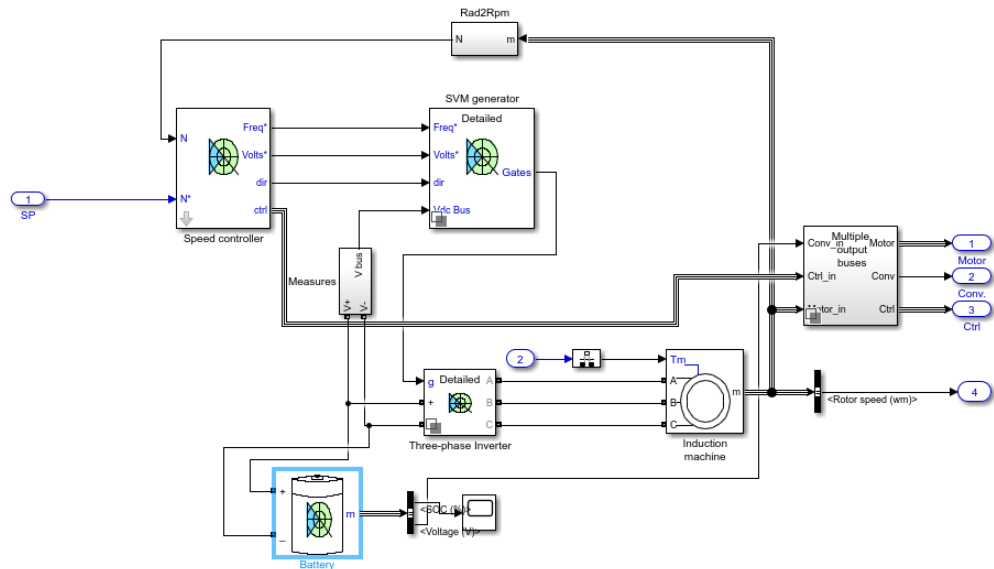 Rad2Rpm
N m
SVM generator
Detailed
N
N*
Freq*
Volts*
dir
ctrl
Speed controller
Freq*
Volts*
dir
Vdc Bus
Gates
1
SP
Measures
V bus
V+
V-
Multiple
output
buses
Conv_in
Ctrl_in
Motor_in
Motor
Conv
Ctrl
1
Motor
2
Conv.
3
Ctrl
2
Detailed
g
+
A
B
C
Three-phase Inverter
Tm
A
B
C
m
Induction
machine
<Rotor speed (wm)>
4
+
_
m
Battery
<SOC (%)>
<Voltage (V)>